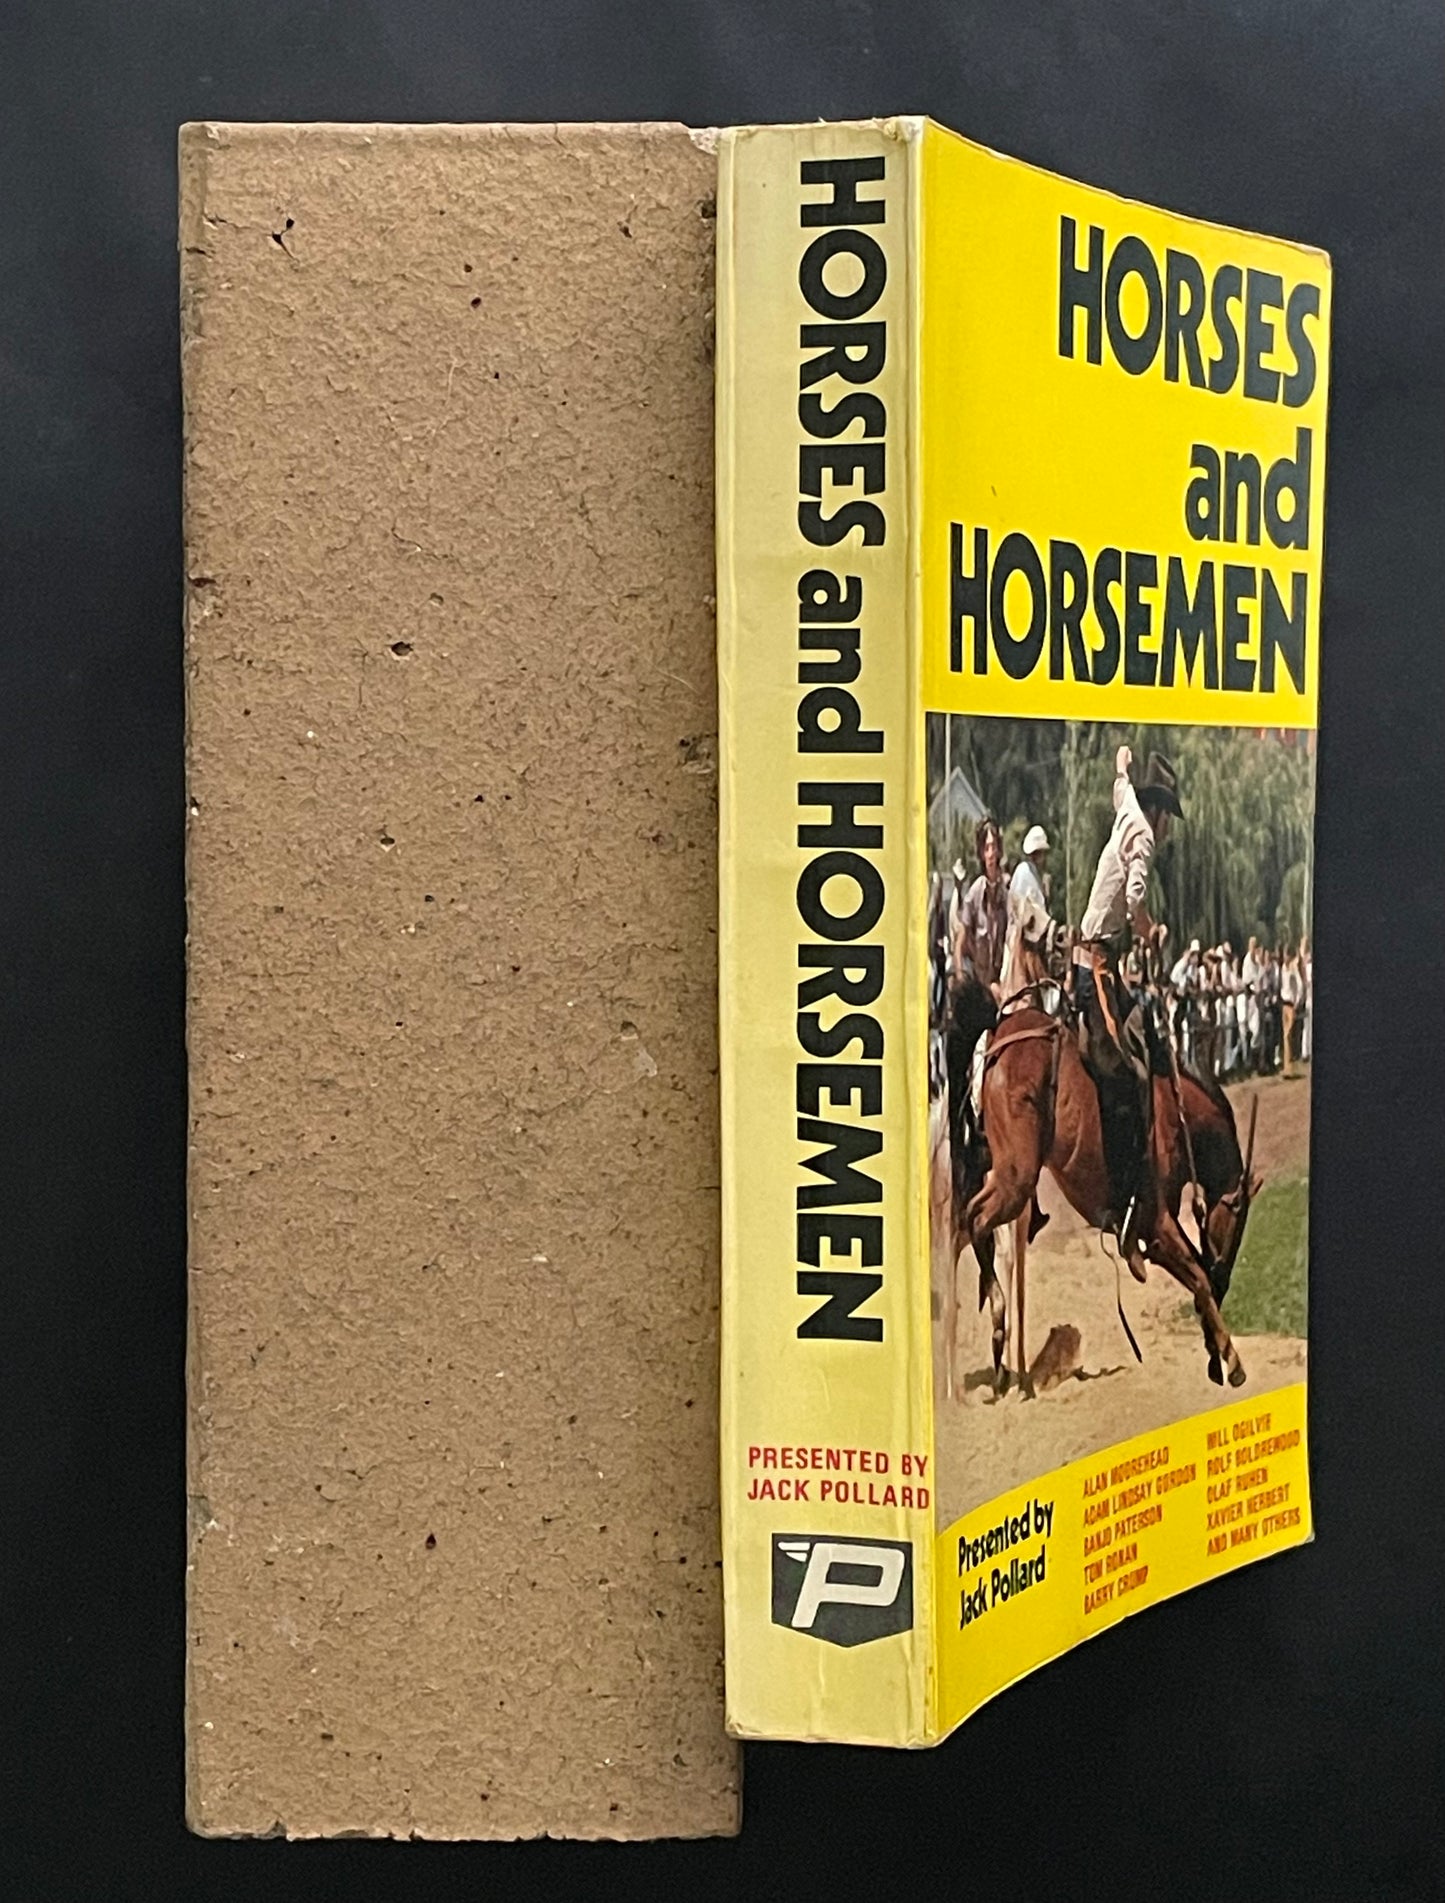 HORSES and HORSEMEN
PRESENTED BY
JACK POLLARD
P
HORSES
and
HORSEMEN
Presented by
Jack Pollard
ALAN MOOREHEAD
ADAM LINDSAY GORDON
BANJO PATERSON
TOM RONAN
BARRY CRUMP
WILL OGILVIE
ROLF BOLDREWOOD
OLAF RUHEN
XAVIER HERBERT
AND MANY OTHERS